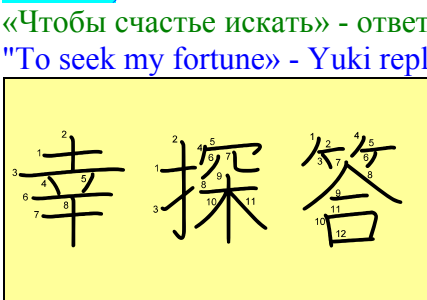 «Чтобы счастье искать» - ответ
"To seek my fortune» - Yuki repl
幸 探 答